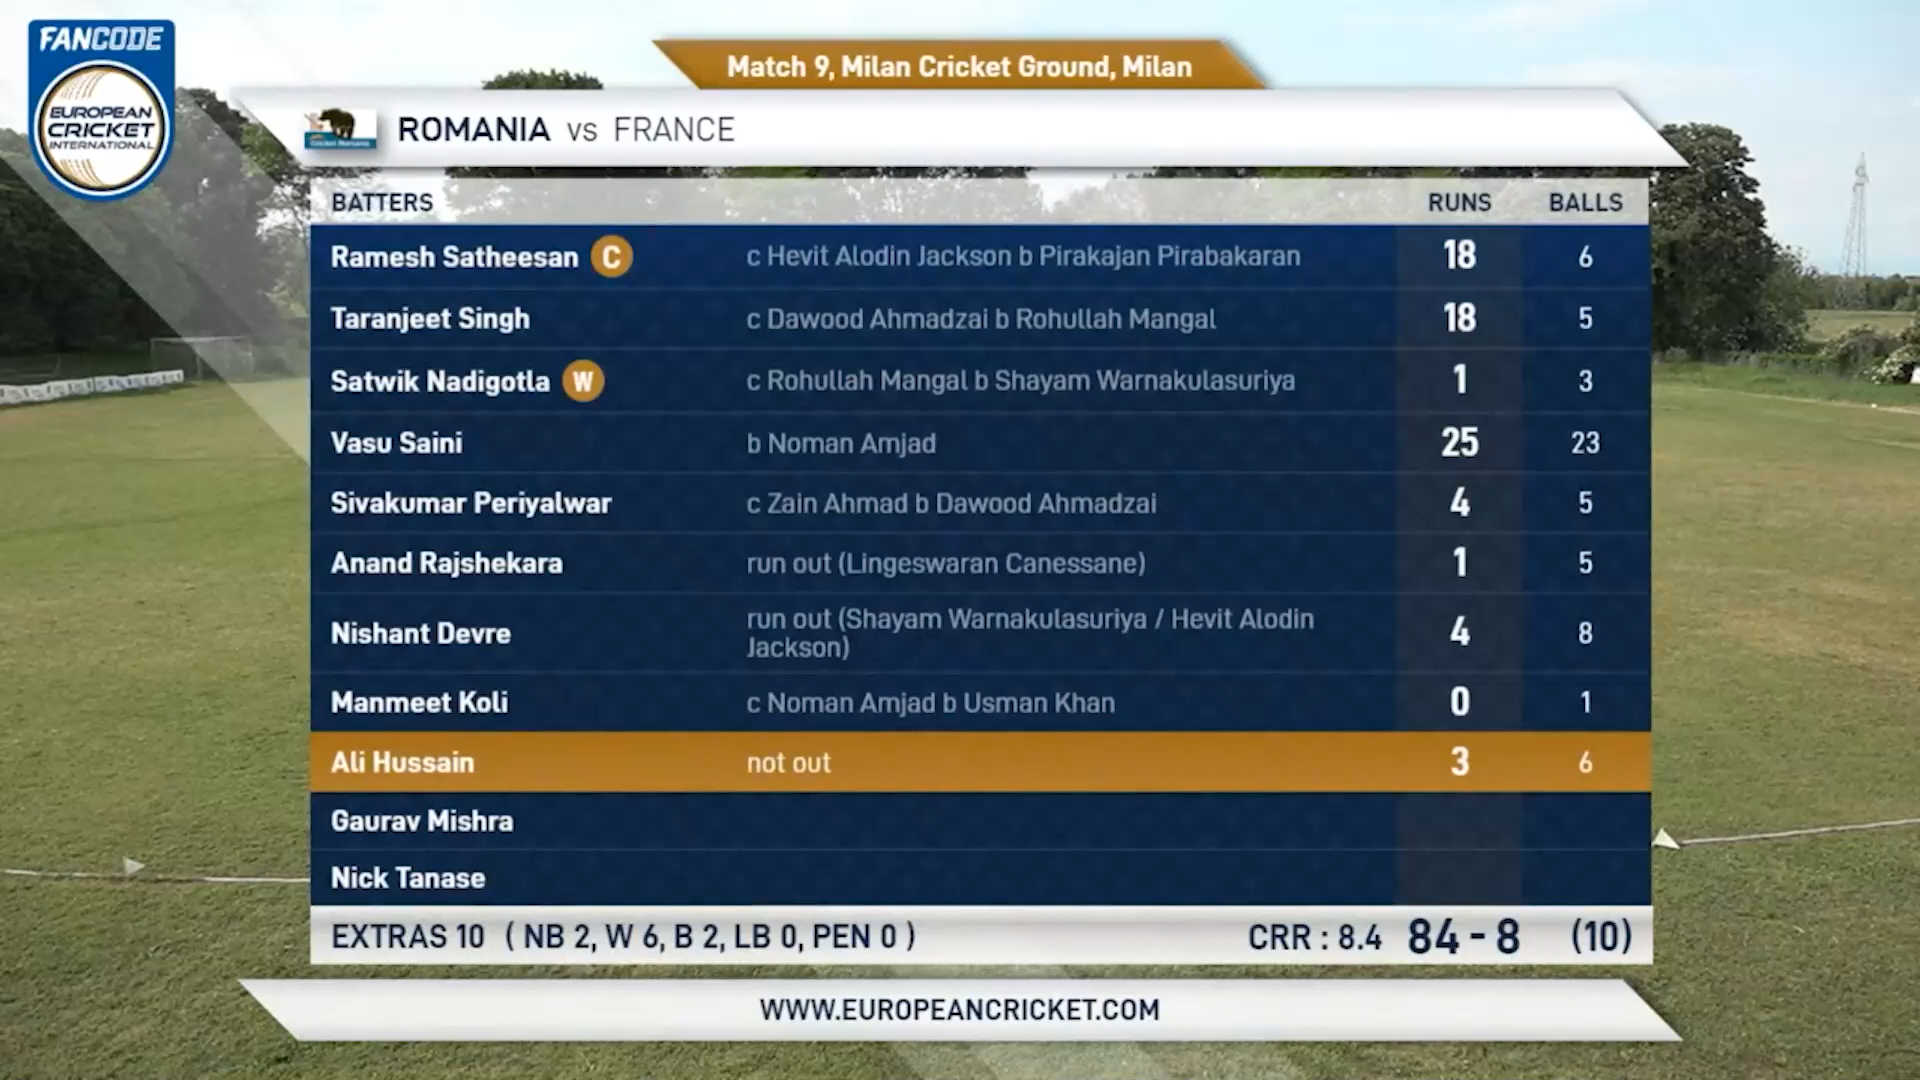 FANCODE
EUROPEAN
CRICKET
INTERNATIONAL
Match 9, Milan Cricket Ground, Milan
Cricket Romania
ROMANIA vs FRANCE
BATTERS RUNS BALLS
Ramesh Satheesan C c Hevit Alodin Jackson b Pirakajan Pirabakaran 18 6
Taranjeet Singh c Dawood Ahmadzai b Rohullah Mangal 18 5
Satwik Nadigotla W c Rohullah Mangal b Shayam Warnakulasuriya 1 3
Vasu Saini b Noman Amjad 25 23
Sivakumar Periyalwar c Zain Ahmad b Dawood Ahmadzai 4 5
Anand Rajshekara run out (Lingeswaran Canessane) 1 5
Nishant Devre run out (Shayam Warnakulasuriya / Hevit Alodin
Jackson) 4 8
Manmeet Koli c Noman Amjad b Usman Khan 0 1
Ali Hussain not out 3 6
Gaurav Mishra
Nick Tanase
EXTRAS 10 ( NB 2, W 6, B 2, LB 0, PEN 0 ) CRR : 8.4 84 - 8 (10)
WWW.EUROPEANCRICKET.COM